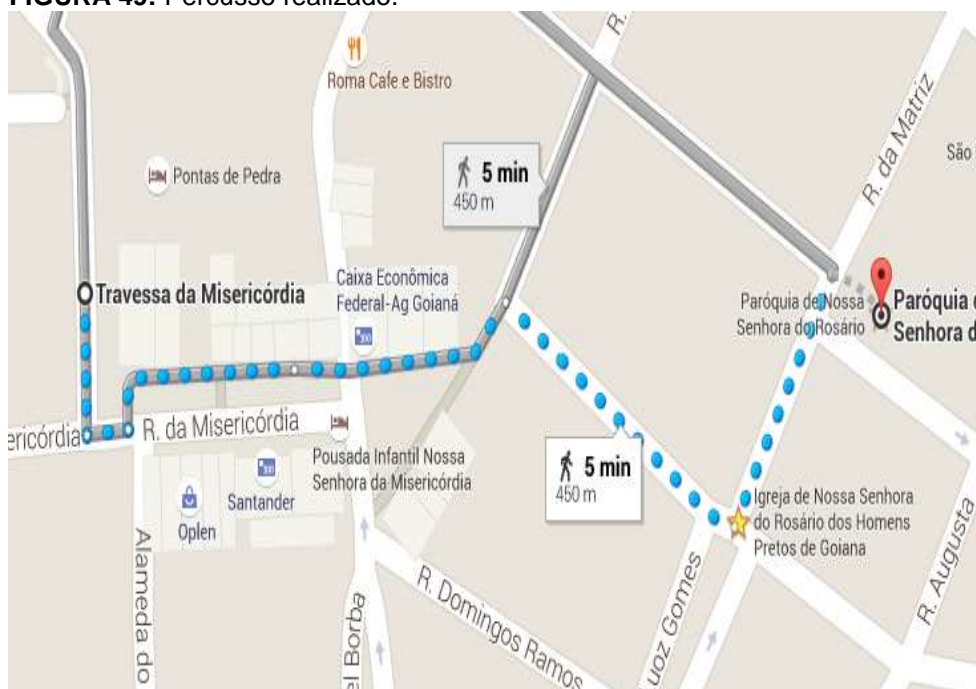 FIGURA 49: Percusso realizado.
R.
Roma Cafe e Bistro
R. da Matriz
São
Pontas de Pedra
5 min
450 m
Travessa da Misericórdia
Caixa Econômica
Federal-Ag Goianá
Paróquia de Nossa
Senhora do Rosário
Paróquia
Senhora d
ericórdia
R. da Misericórdia
Pousada Infantil Nossa
Senhora da Misericórdia
5 min
450 m
Santander
Oplen
Igreja de Nossa Senhora
do Rosário dos Homens
Pretos de Goiana
Alameda do
el Borba
R. Domingos Ramos
uoz Gomes
R. Augusta